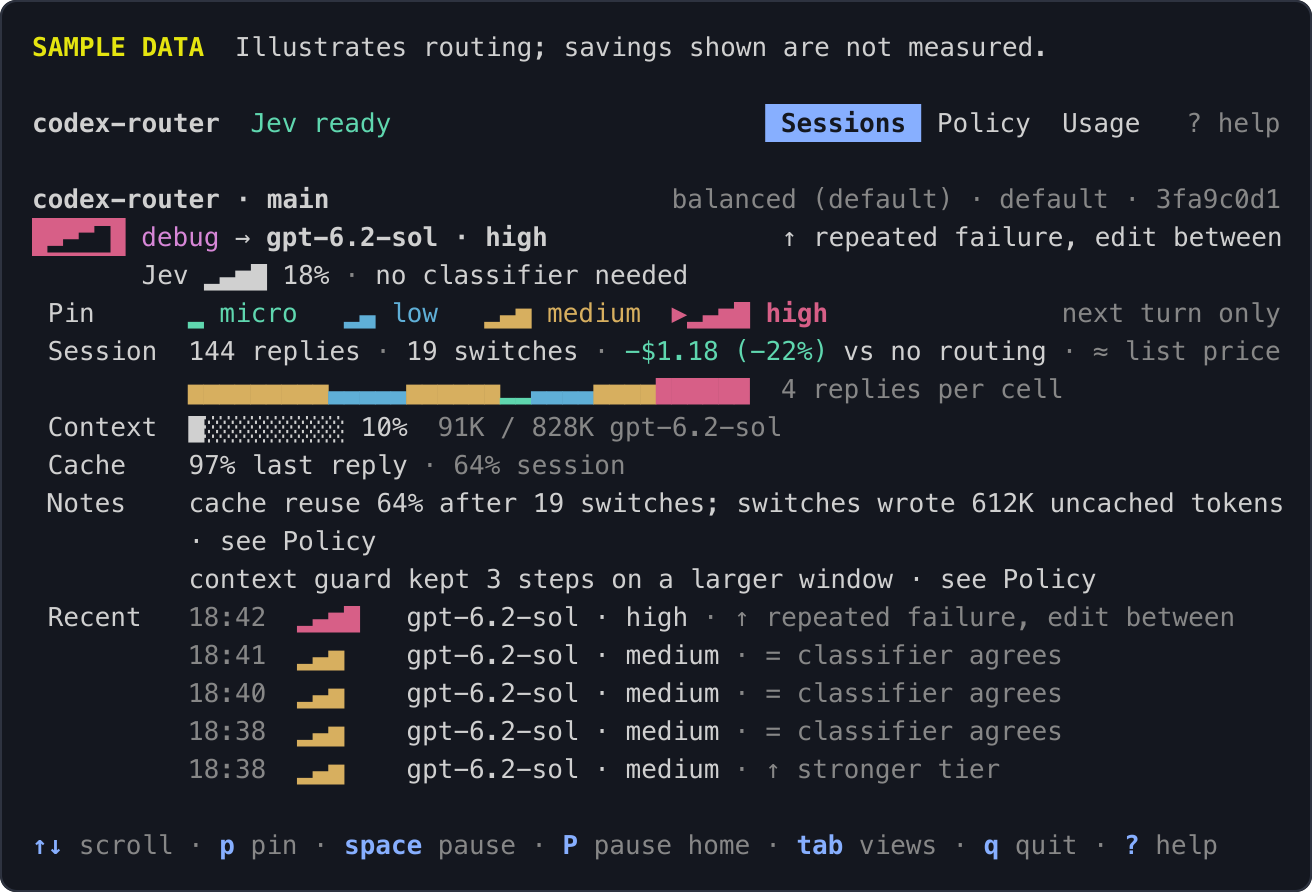 SAMPLE DATA  Illustrates routing; savings shown are not measured.
codex-router  Jev ready  Sessions  Policy  Usage  ? help
codex-router · main  balanced (default) · default · 3fa9c0d1
debug → gpt-6.2-sol · high  ↑ repeated failure, edit between
Jev 18% · no classifier needed
Pin  micro  low  medium  ▶ high  next turn only
Session  144 replies · 19 switches · -$1.18 (-22%) vs no routing · ≈ list price
4 replies per cell
Context  10%  91K / 828K gpt-6.2-sol
Cache  97% last reply · 64% session
Notes  cache reuse 64% after 19 switches; switches wrote 612K uncached tokens
· see Policy
context guard kept 3 steps on a larger window · see Policy
Recent  18:42  gpt-6.2-sol · high · ↑ repeated failure, edit between
18:41  gpt-6.2-sol · medium · = classifier agrees
18:40  gpt-6.2-sol · medium · = classifier agrees
18:38  gpt-6.2-sol · medium · = classifier agrees
18:38  gpt-6.2-sol · medium · ↑ stronger tier
↑↓ scroll · p pin · space pause · P pause home · tab views · q quit · ? help